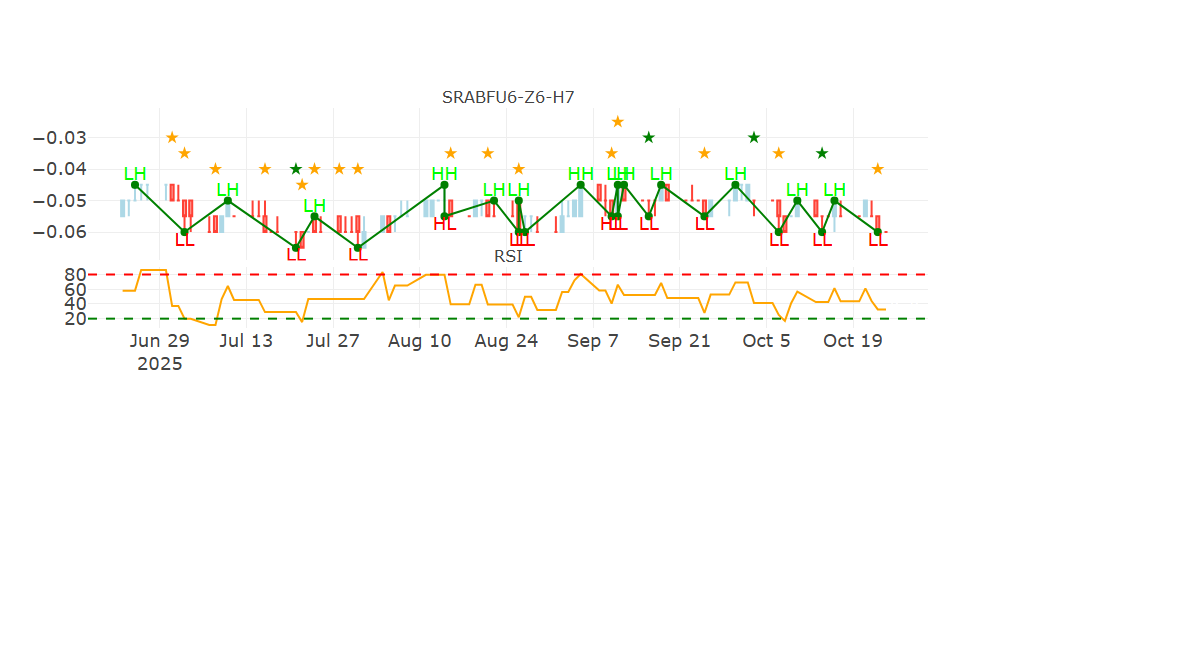 SRABFU6-Z6-H7
−0.03
−0.04
−0.05
−0.06
LH
LL
LH
LL
LH
LL
HH
HL
LH
LH
LL
LL
HH
HL
LH
LL
LH
LL
LH
LL
LH
LL
LH
LL
LH
LL
RSI
80
60
40
20
Jun 29
2025
Jul 13
Jul 27
Aug 10
Aug 24
Sep 7
Sep 21
Oct 5
Oct 19